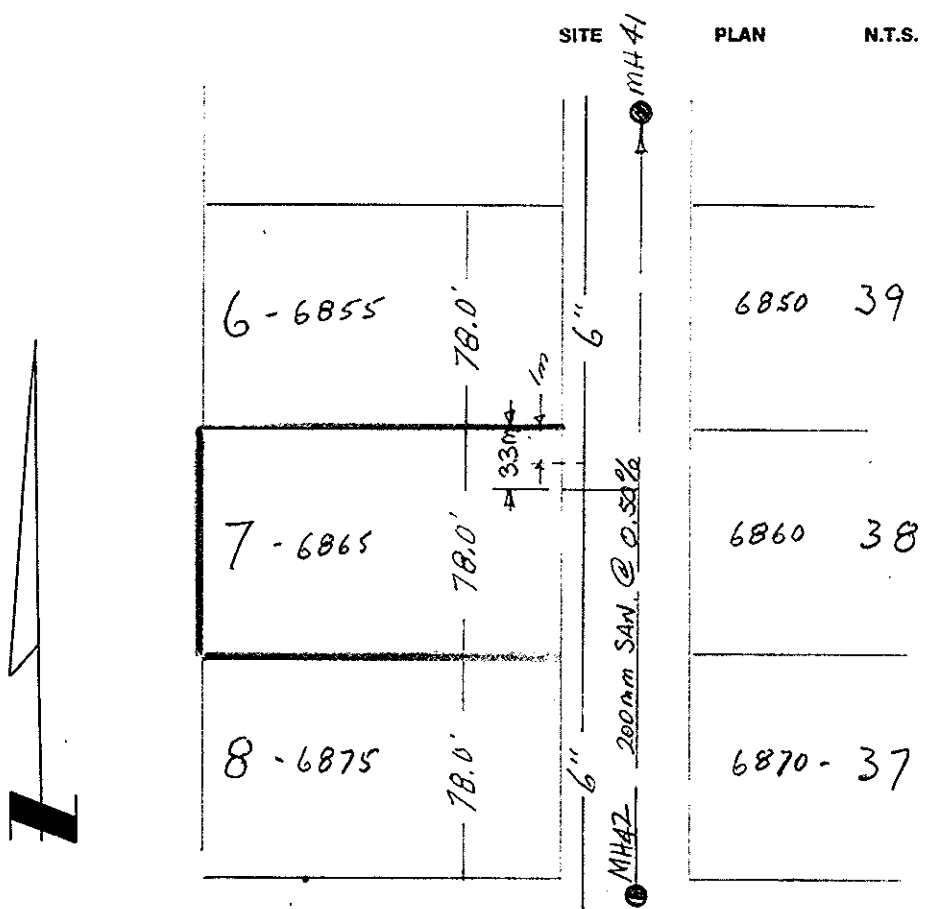 SITE PLAN N.T.S.
MH41
6 - 6855
78.0'
6"
6850 39
1m
3.3m
7 - 6865
78.0'
6860 38
MH42 200mm SAN. @ 0.50%
8 - 6875
78.0'
6"
6870 - 37